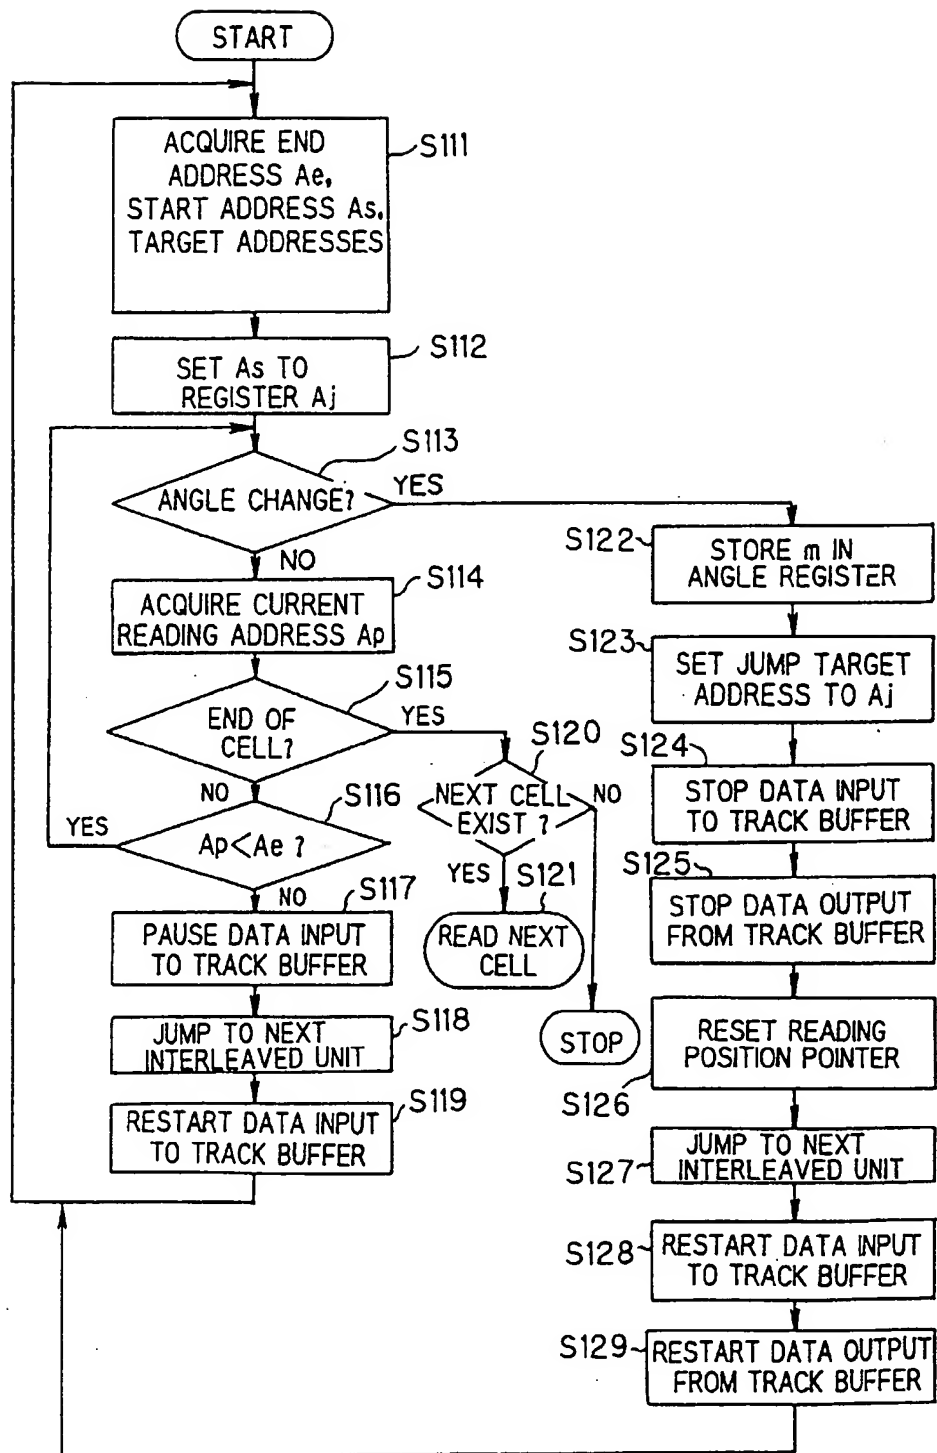 START
ACQUIRE END
ADDRESS Ae,
START ADDRESS As,
TARGET ADDRESSES
S111
SET As TO
REGISTER Aj
S112
ANGLE CHANGE?
S113
YES
NO
ACQUIRE CURRENT
READING ADDRESS Ap
S114
END OF
CELL?
S115
YES
NO
Ap<Ae ?
S116
YES
NO
PAUSE DATA INPUT
TO TRACK BUFFER
S117
JUMP TO NEXT
INTERLEAVED UNIT
S118
RESTART DATA INPUT
TO TRACK BUFFER
S119
NEXT CELL
EXIST ?
S120
NO
YES
READ NEXT
CELL
S121
STOP
S122
STORE m IN
ANGLE REGISTER
S123
SET JUMP TARGET
ADDRESS TO Aj
S124
STOP DATA INPUT
TO TRACK BUFFER
S125
STOP DATA OUTPUT
FROM TRACK BUFFER
RESET READING
POSITION POINTER
S126
JUMP TO NEXT
INTERLEAVED UNIT
S127
S128
RESTART DATA INPUT
TO TRACK BUFFER
S129
RESTART DATA OUTPUT
FROM TRACK BUFFER